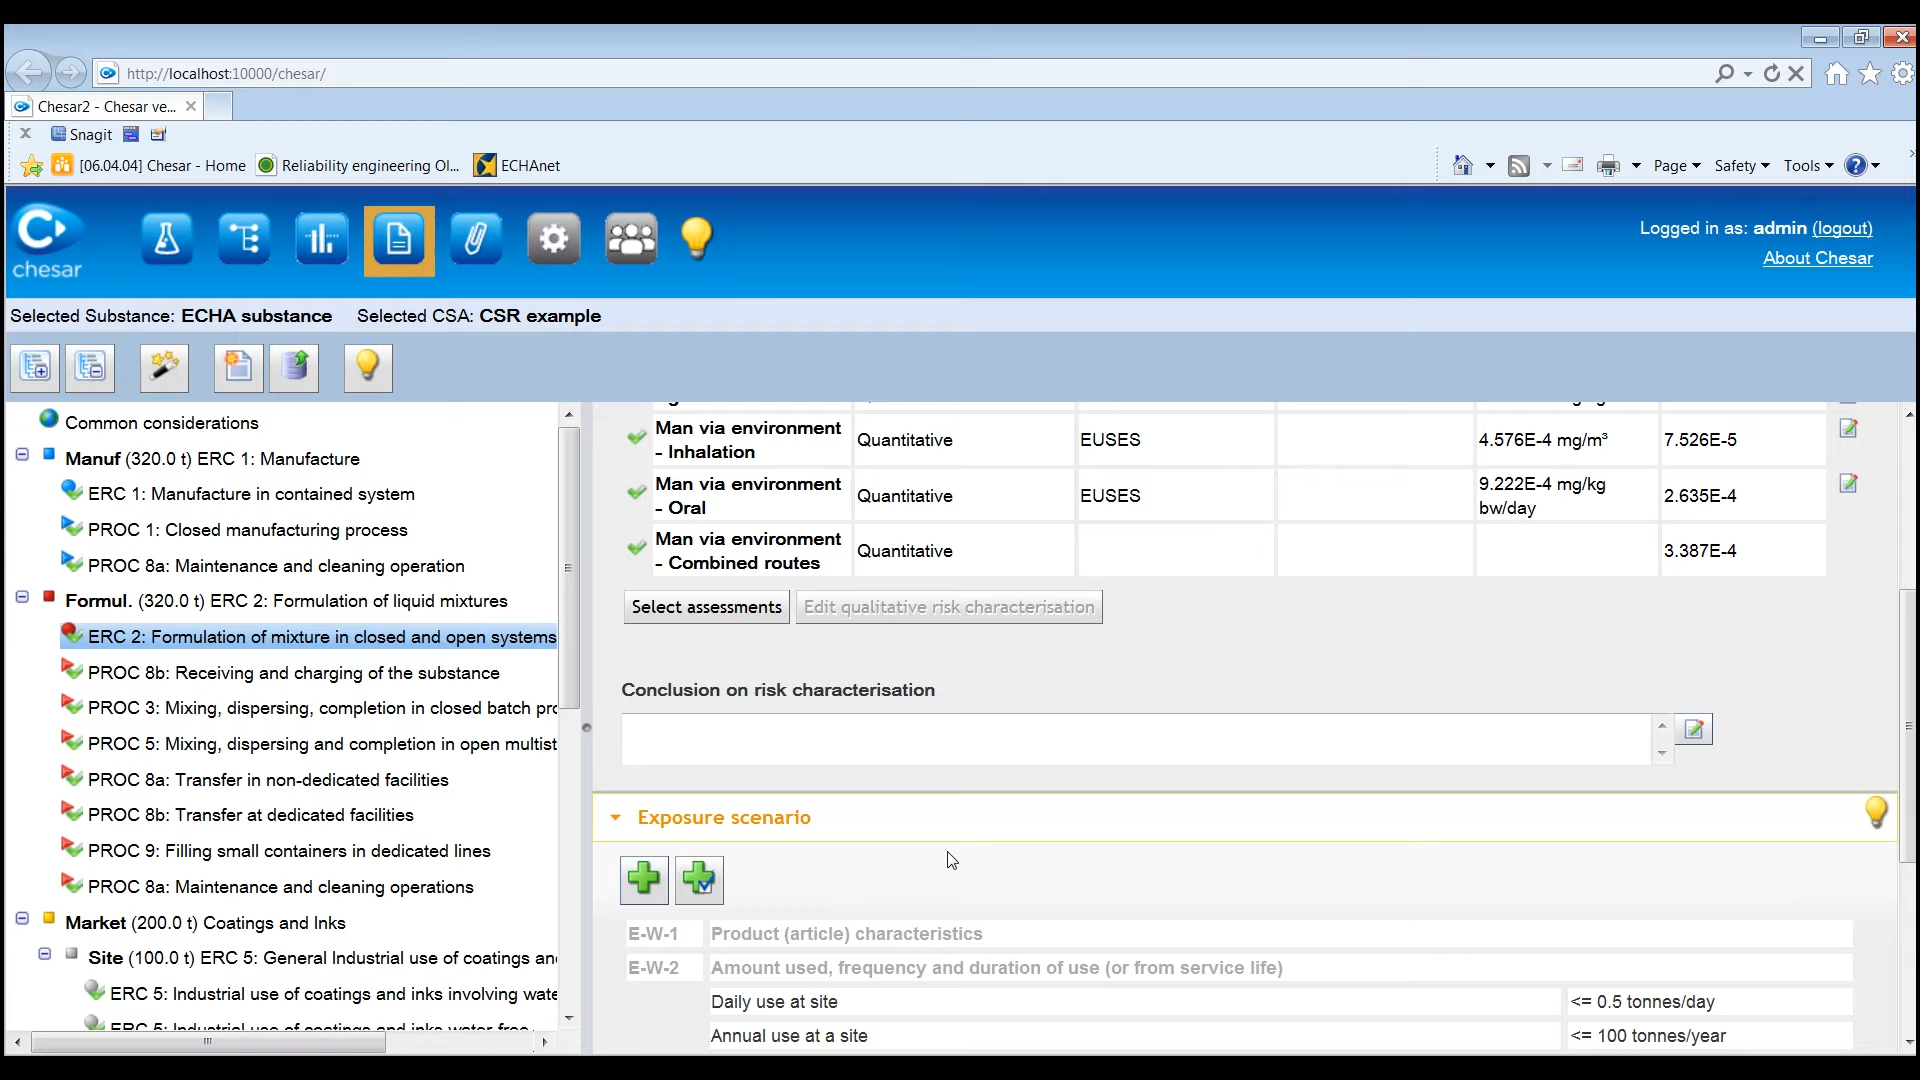 http://localhost:10000/chesar/
Chesar2 - Chesar ve...
Snagit
[06.04.04] Chesar - Home
Reliability engineering Ol...
ECHAnet
Page
Safety
Tools
chesar
Logged in as: admin (logout)
About Chesar
Selected Substance: ECHA substance
Selected CSA: CSR example
Common considerations
Manuf (320.0 t) ERC 1: Manufacture
ERC 1: Manufacture in contained system
PROC 1: Closed manufacturing process
PROC 8a: Maintenance and cleaning operation
Formul. (320.0 t) ERC 2: Formulation of liquid mixtures
ERC 2: Formulation of mixture in closed and open systems
PROC 8b: Receiving and charging of the substance
PROC 3: Mixing, dispersing, completion in closed batch pro
PROC 5: Mixing, dispersing and completion in open multist
PROC 8a: Transfer in non-dedicated facilities
PROC 8b: Transfer at dedicated facilities
PROC 9: Filling small containers in dedicated lines
PROC 8a: Maintenance and cleaning operations
Market (200.0 t) Coatings and Inks
Site (100.0 t) ERC 5: General Industrial use of coatings an
ERC 5: Industrial use of coatings and inks involving wate
ERC 5: Industrial use of coatings and inks water free
Man via environment - Inhalation
Quantitative
EUSES
4.576E-4 mg/m³
7.526E-5
Man via environment - Oral
Quantitative
EUSES
9.222E-4 mg/kg bw/day
2.635E-4
Man via environment - Combined routes
Quantitative
3.387E-4
Select assessments
Edit qualitative risk characterisation
Conclusion on risk characterisation
Exposure scenario
E-W-1 Product (article) characteristics
E-W-2 Amount used, frequency and duration of use (or from service life)
Daily use at site <= 0.5 tonnes/day
Annual use at a site <= 100 tonnes/year